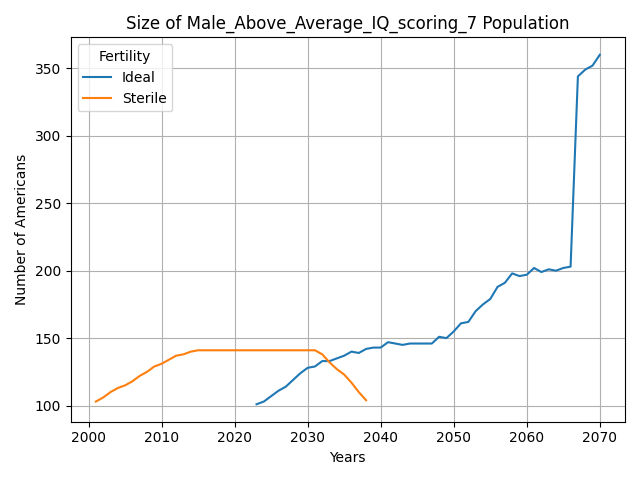 Size of Male_Above_Average_IQ_scoring_7 Population
Fertility
Ideal
Sterile
Number of Americans
350
300
250
200
150
100
2000 2010 2020 2030 2040 2050 2060 2070
Years